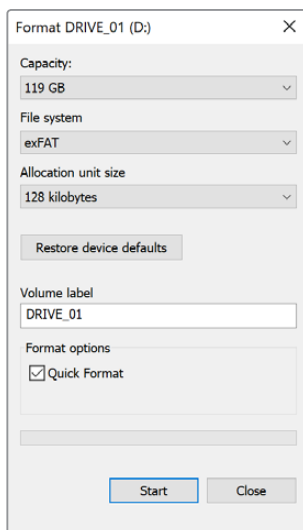 Format DRIVE_01 (D:)
Capacity:
119 GB
File system
exFAT
Allocation unit size
128 kilobytes
Restore device defaults
Volume label
DRIVE_01
Format options
Quick Format
Start Close